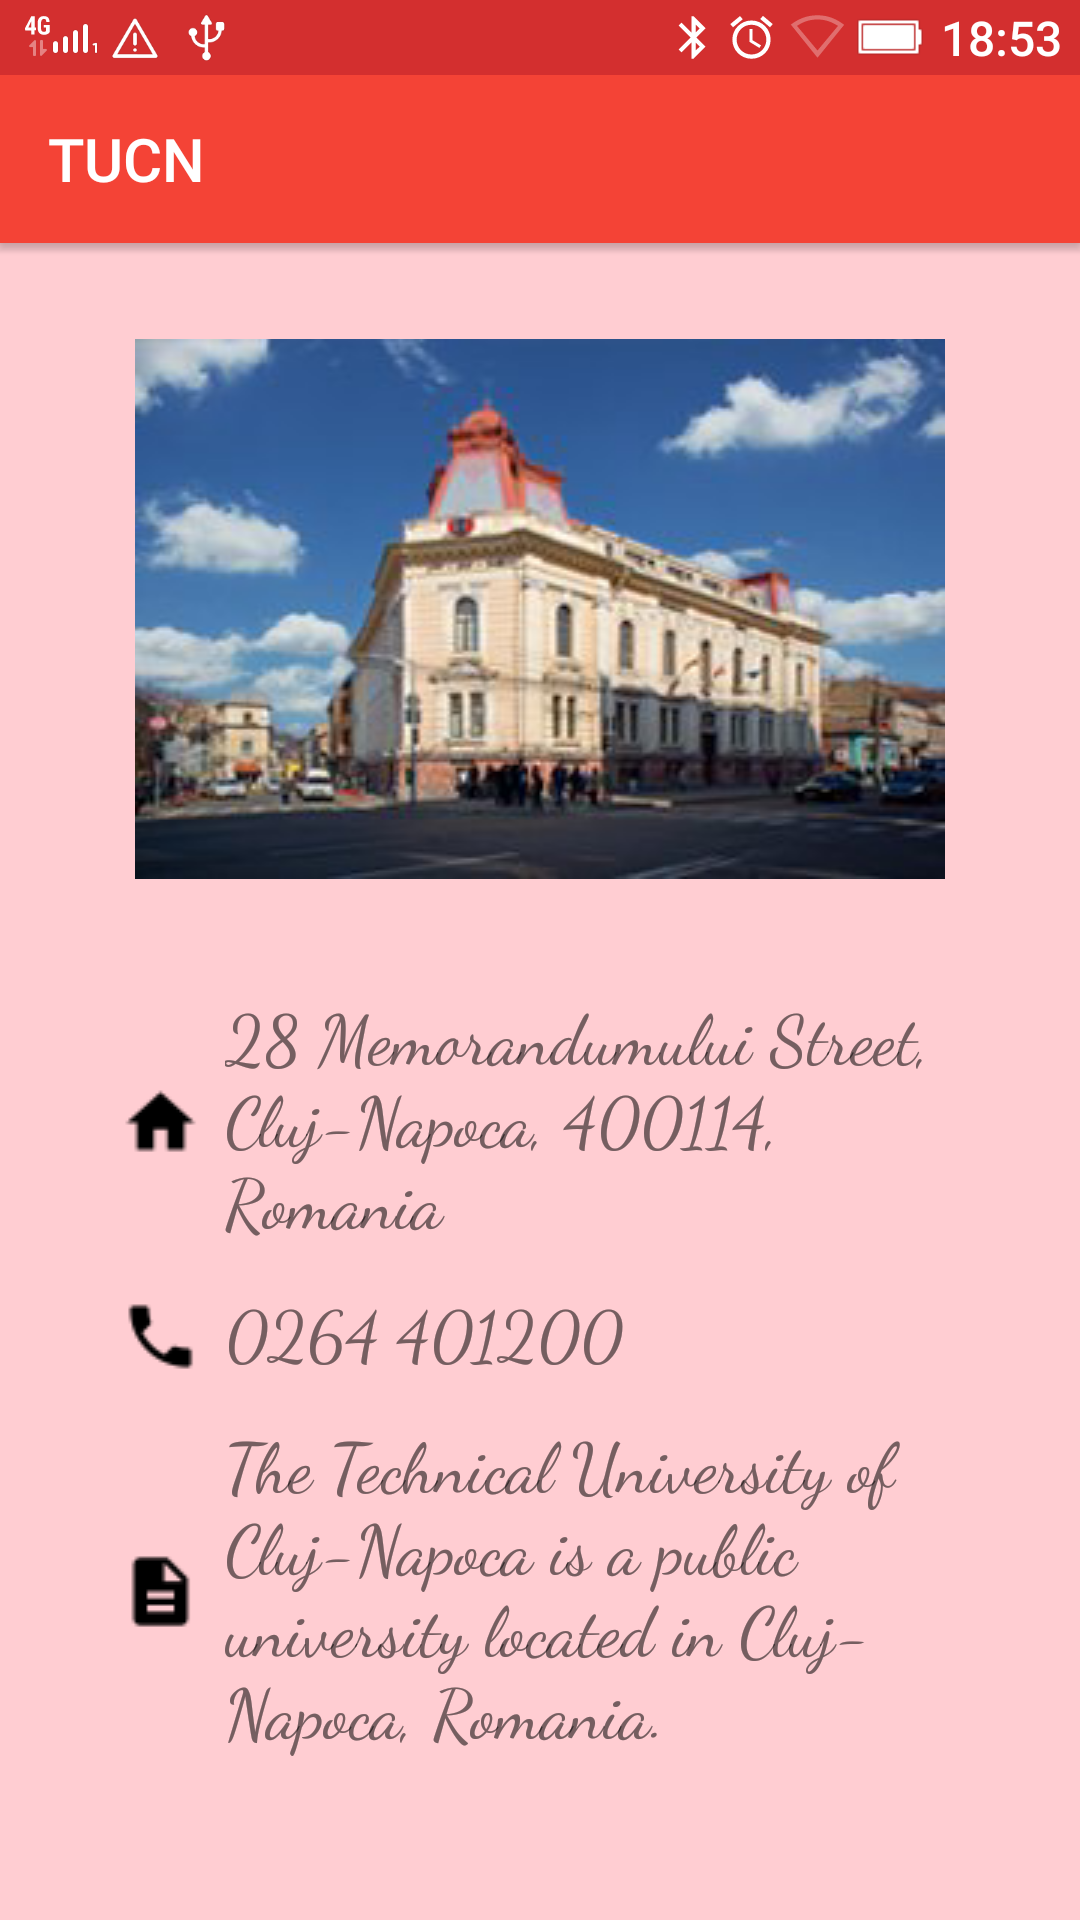 4G 1 18:53
TUCN
28 Memorandumului Street,
Cluj-Napoca, 400114,
Romania
0264 401200
The Technical University of
Cluj-Napoca is a public
university located in Cluj-
Napoca, Romania.